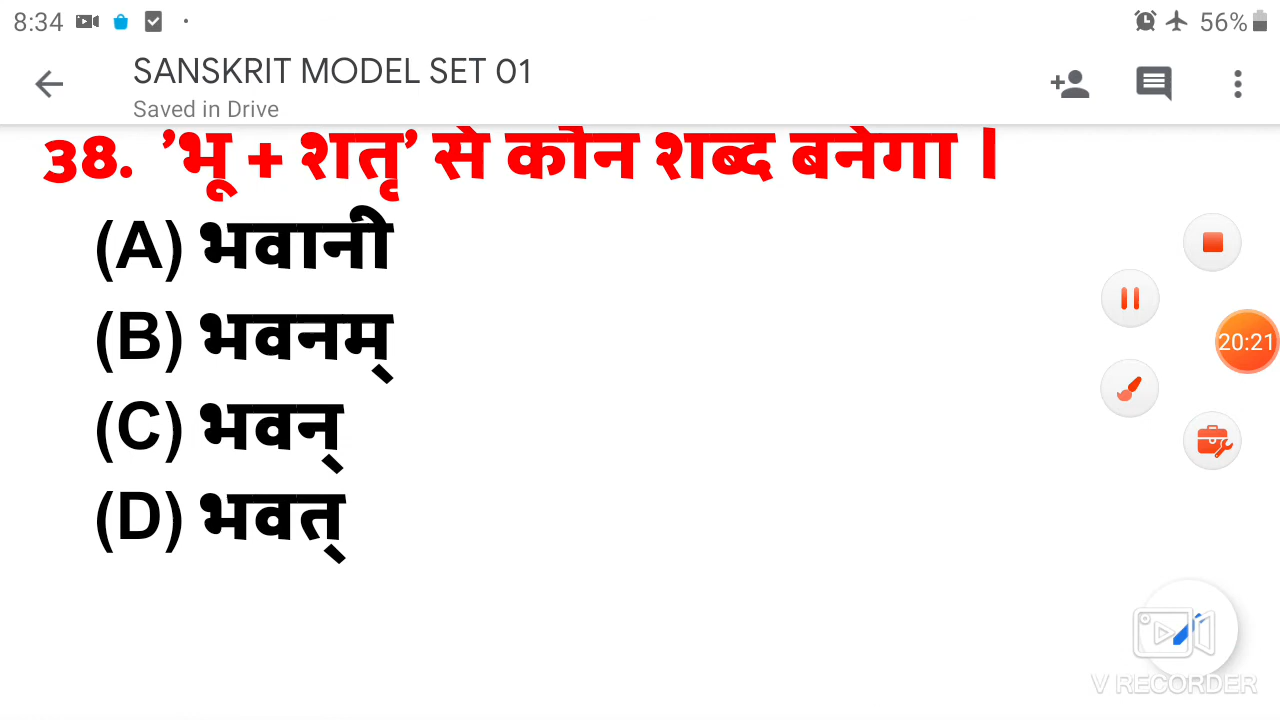 8:34
56%
SANSKRIT MODEL SET 01
Saved in Drive
38. ’भू + शतृ’ से कौन शब्द बनेगा ।
(A) भवानी
(B) भवनम्
(C) भवन्
(D) भवत्
20:21
V RECORDER